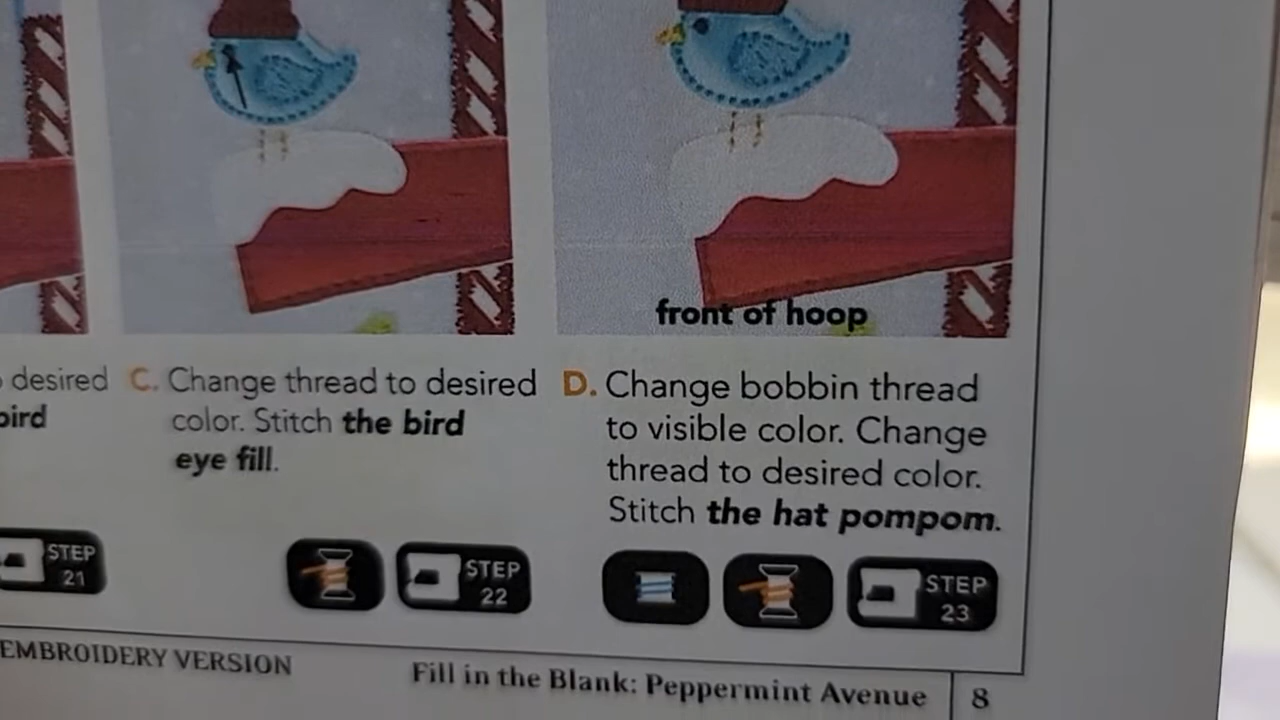 front of hoop
desired
bird
C. Change thread to desired
color. Stitch the bird
eye fill.
D. Change bobbin thread
to visible color. Change
thread to desired color.
Stitch the hat pompom.
STEP
21
STEP
22
STEP
23
EMBROIDERY VERSION
Fill in the Blank: Peppermint Avenue
8